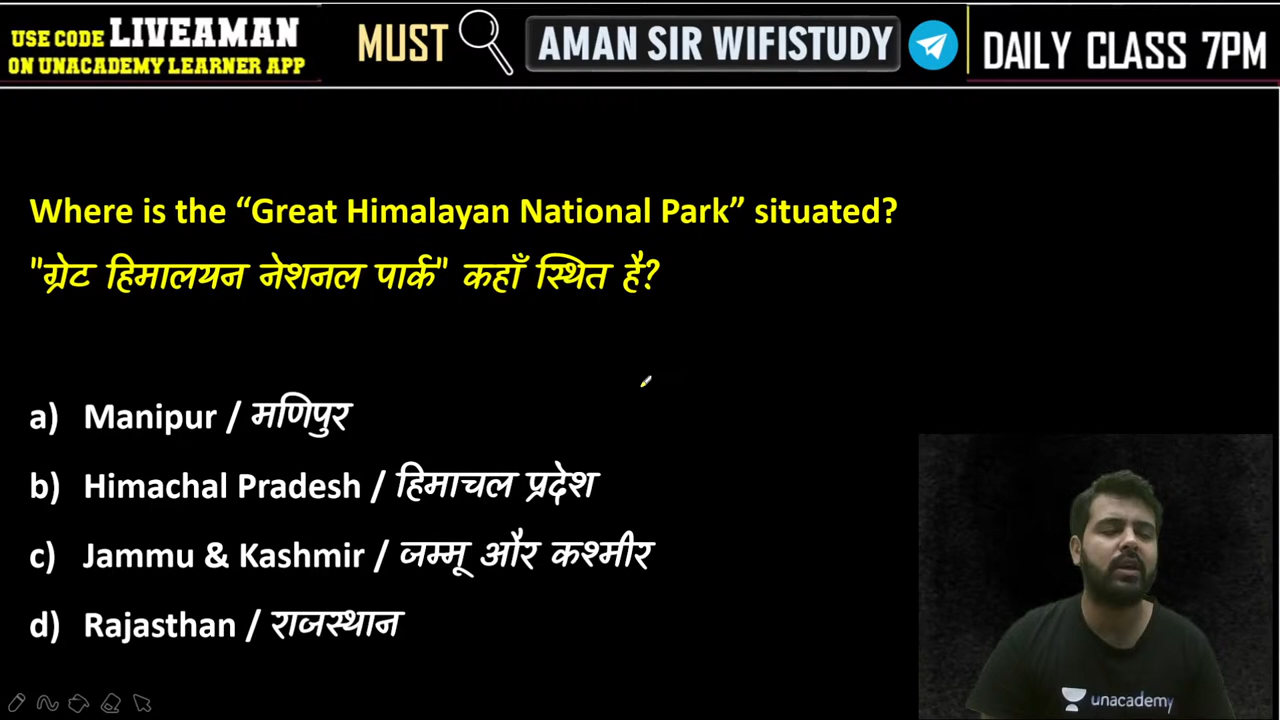 USE CODE LIVEAMAN
ON UNACADEMY LEARNER APP
MUST
AMAN SIR WIFISTUDY
DAILY CLASS 7PM
Where is the “Great Himalayan National Park” situated?
"ग्रेट हिमालयन नेशनल पार्क" कहाँ स्थित है?
a) Manipur / मणिपुर
b) Himachal Pradesh / हिमाचल प्रदेश
c) Jammu & Kashmir / जम्मू और कश्मीर
d) Rajasthan / राजस्थान
unacademy